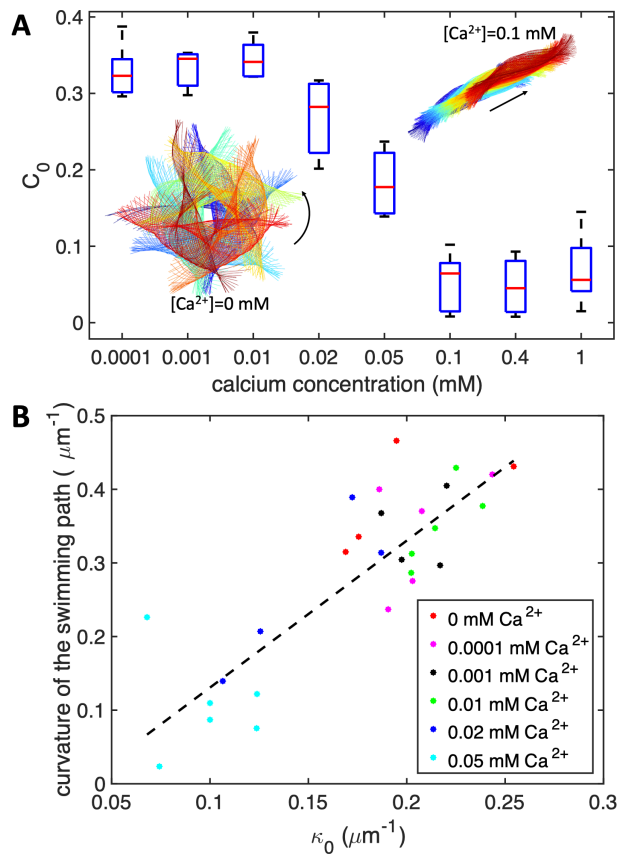 A
[Ca²⁺]=0.1 mM
0.4
0.3
0.2
0.1
0
C₀
[Ca²⁺]=0 mM
0.0001 0.001 0.01 0.02 0.05 0.1 0.4 1
calcium concentration (mM)
B
0.5
0.4
0.3
0.2
0.1
0
curvature of the swimming path ( μm⁻¹)
0 mM Ca²⁺
0.0001 mM Ca²⁺
0.001 mM Ca²⁺
0.01 mM Ca²⁺
0.02 mM Ca²⁺
0.05 mM Ca²⁺
0.05 0.1 0.15 0.2 0.25 0.3
κ₀ (μm⁻¹)